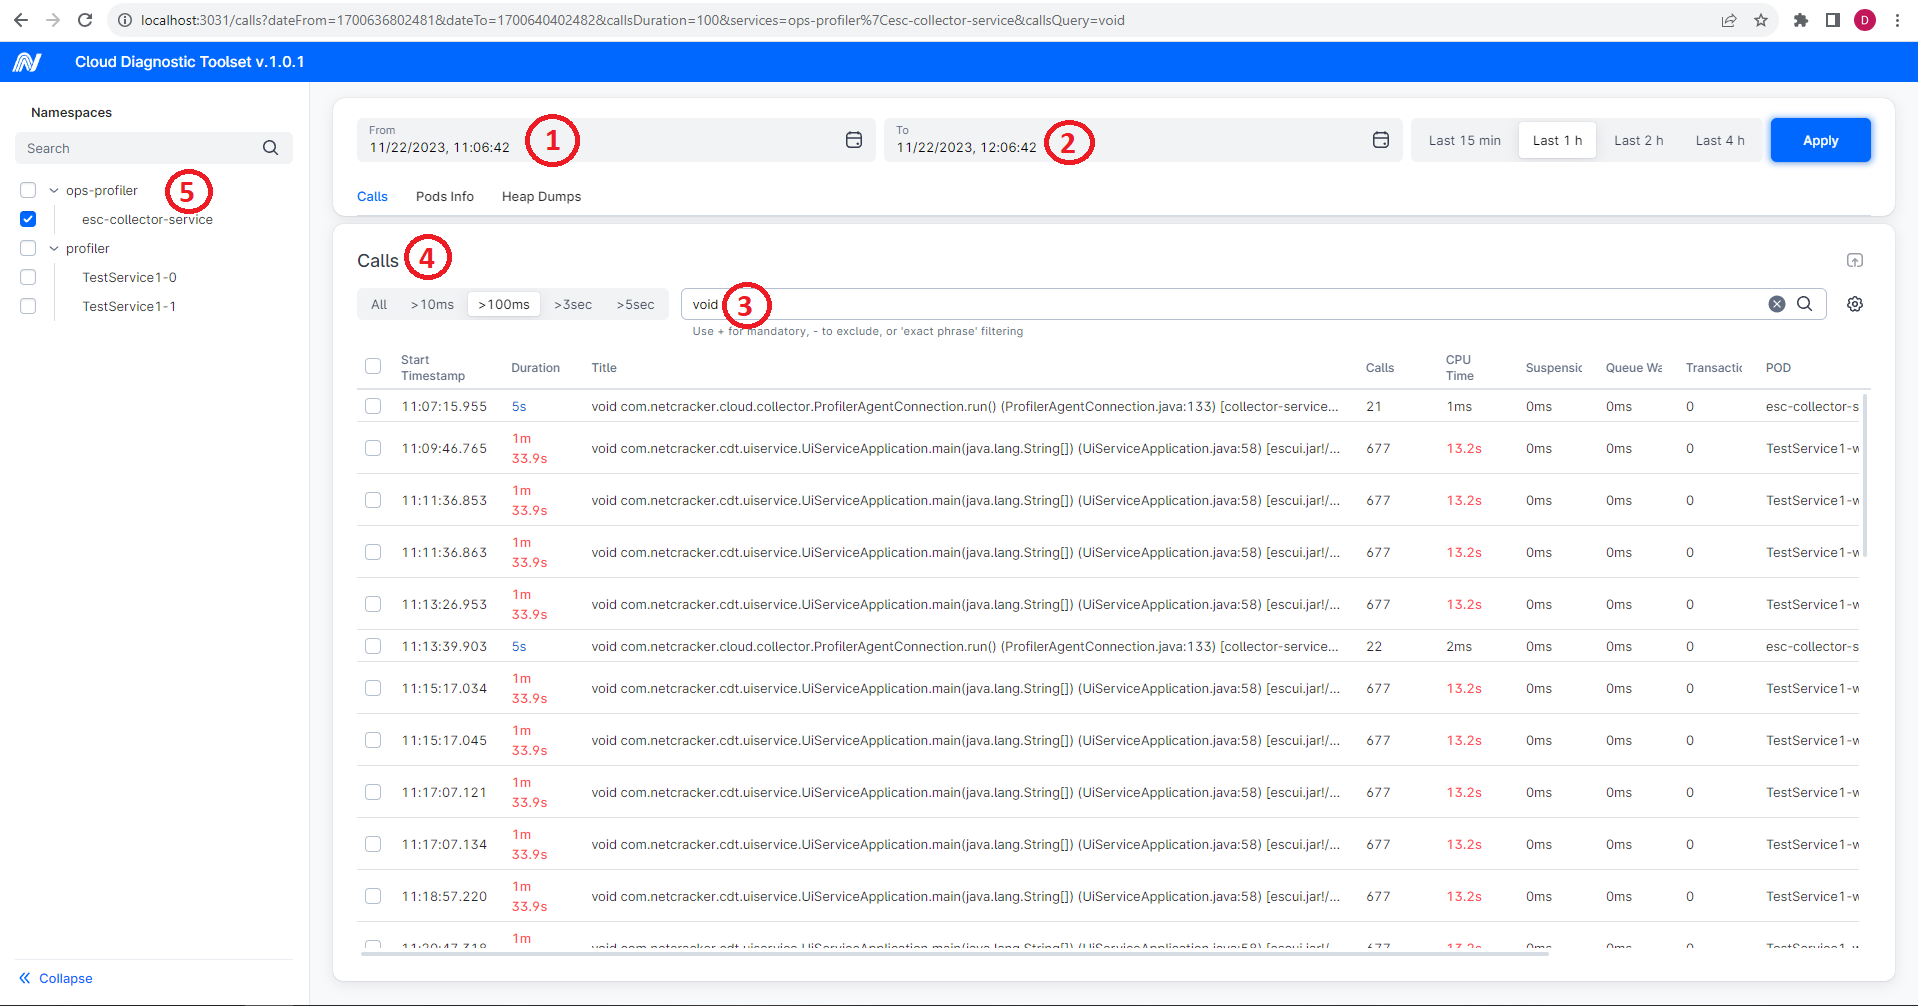 localhost:3031/calls?dateFrom=1700636802481&dateTo=1700640402482&callsDuration=100&services=ops-profiler%7Cesc-collector-service&callsQuery=void
D
Cloud Diagnostic Toolset v.1.0.1
Namespaces
Search
ops-profiler
5
esc-collector-service
profiler
TestService1-0
TestService1-1
Collapse
From
11/22/2023, 11:06:42
1
To
11/22/2023, 12:06:42
2
Last 15 min Last 1 h Last 2 h Last 4 h
Apply
Calls Pods Info Heap Dumps
Calls
4
All >10ms >100ms >3sec >5sec
void
3
Use + for mandatory, - to exclude, or 'exact phrase' filtering
Start Timestamp Duration Title Calls CPU Time Suspensic Queue Wa Transactic POD
11:07:15.955 5s void com.netcracker.cloud.collector.ProfilerAgentConnection.run() (ProfilerAgentConnection.java:133) [collector-service... 21 1ms 0ms 0ms 0 esc-collector-s
11:09:46.765 1m 33.9s void com.netcracker.cdt.uiservice.UiServiceApplication.main(java.lang.String[]) (UiServiceApplication.java:58) [escui.jar!/... 677 13.2s 0ms 0ms 0 TestService1-w
11:11:36.853 1m 33.9s void com.netcracker.cdt.uiservice.UiServiceApplication.main(java.lang.String[]) (UiServiceApplication.java:58) [escui.jar!/... 677 13.2s 0ms 0ms 0 TestService1-w
11:11:36.863 1m 33.9s void com.netcracker.cdt.uiservice.UiServiceApplication.main(java.lang.String[]) (UiServiceApplication.java:58) [escui.jar!/... 677 13.2s 0ms 0ms 0 TestService1-w
11:13:26.953 1m 33.9s void com.netcracker.cdt.uiservice.UiServiceApplication.main(java.lang.String[]) (UiServiceApplication.java:58) [escui.jar!/... 677 13.2s 0ms 0ms 0 TestService1-w
11:13:39.903 5s void com.netcracker.cloud.collector.ProfilerAgentConnection.run() (ProfilerAgentConnection.java:133) [collector-service... 22 2ms 0ms 0ms 0 esc-collector-s
11:15:17.034 1m 33.9s void com.netcracker.cdt.uiservice.UiServiceApplication.main(java.lang.String[]) (UiServiceApplication.java:58) [escui.jar!/... 677 13.2s 0ms 0ms 0 TestService1-w
11:15:17.045 1m 33.9s void com.netcracker.cdt.uiservice.UiServiceApplication.main(java.lang.String[]) (UiServiceApplication.java:58) [escui.jar!/... 677 13.2s 0ms 0ms 0 TestService1-w
11:17:07.121 1m 33.9s void com.netcracker.cdt.uiservice.UiServiceApplication.main(java.lang.String[]) (UiServiceApplication.java:58) [escui.jar!/... 677 13.2s 0ms 0ms 0 TestService1-w
11:17:07.134 1m 33.9s void com.netcracker.cdt.uiservice.UiServiceApplication.main(java.lang.String[]) (UiServiceApplication.java:58) [escui.jar!/... 677 13.2s 0ms 0ms 0 TestService1-w
11:18:57.220 1m 33.9s void com.netcracker.cdt.uiservice.UiServiceApplication.main(java.lang.String[]) (UiServiceApplication.java:58) [escui.jar!/... 677 13.2s 0ms 0ms 0 TestService1-w
1m